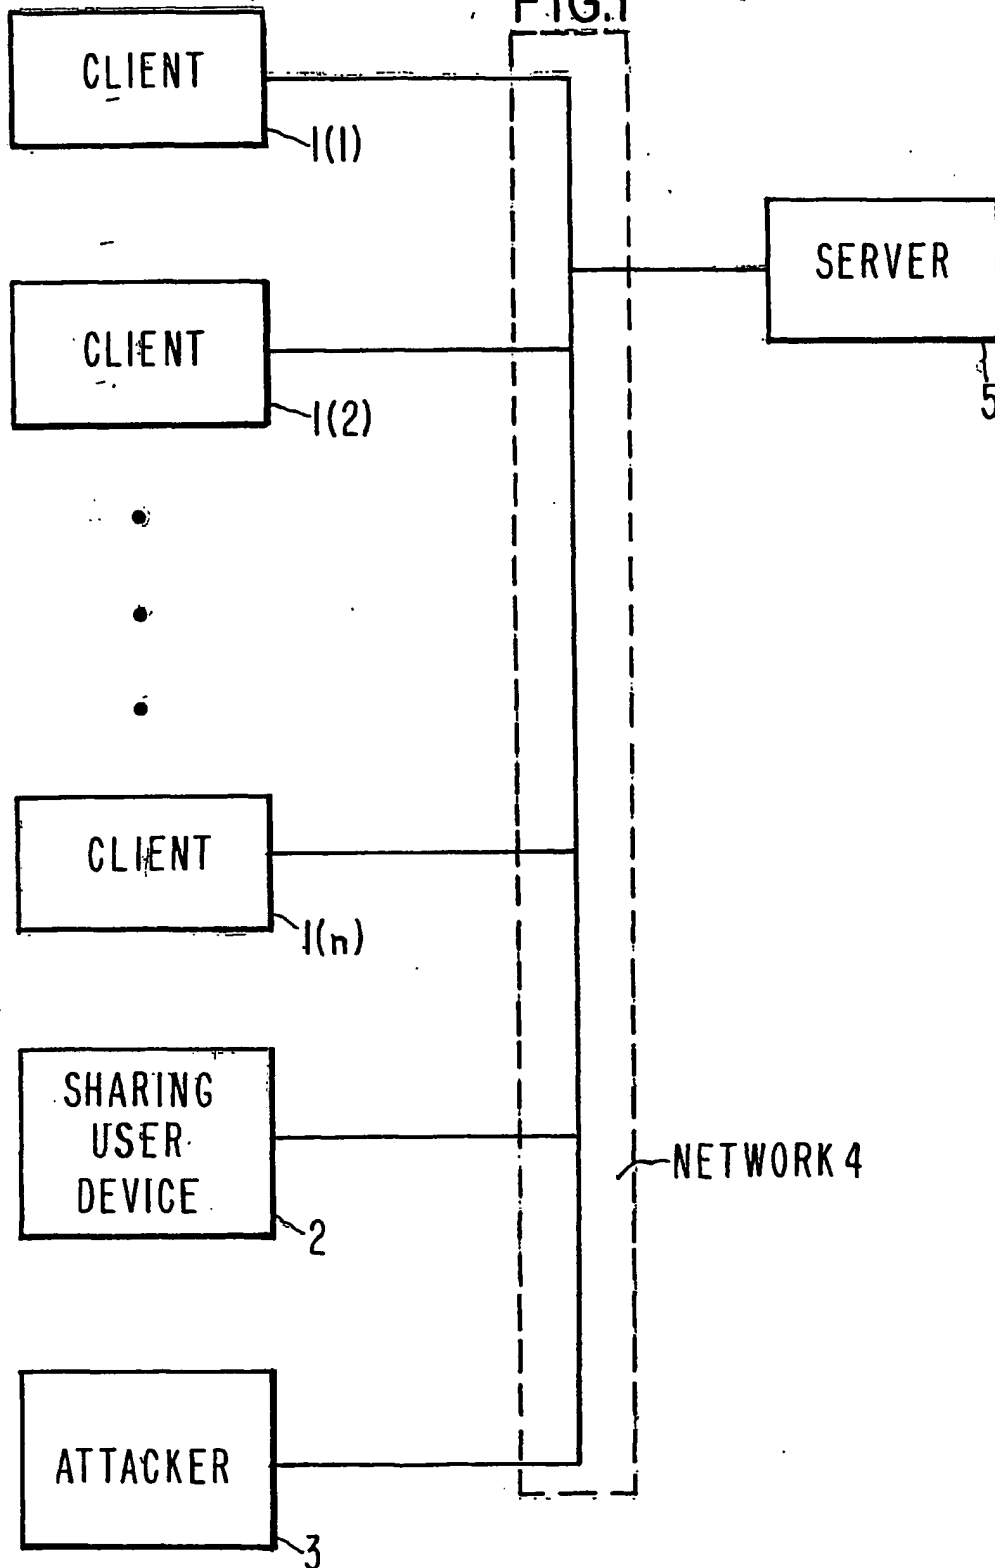 FIG.1
CLIENT
1(1)
SERVER
5
CLIENT
1(2)
CLIENT
1(n)
SHARING
USER
DEVICE
2
NETWORK 4
ATTACKER
3